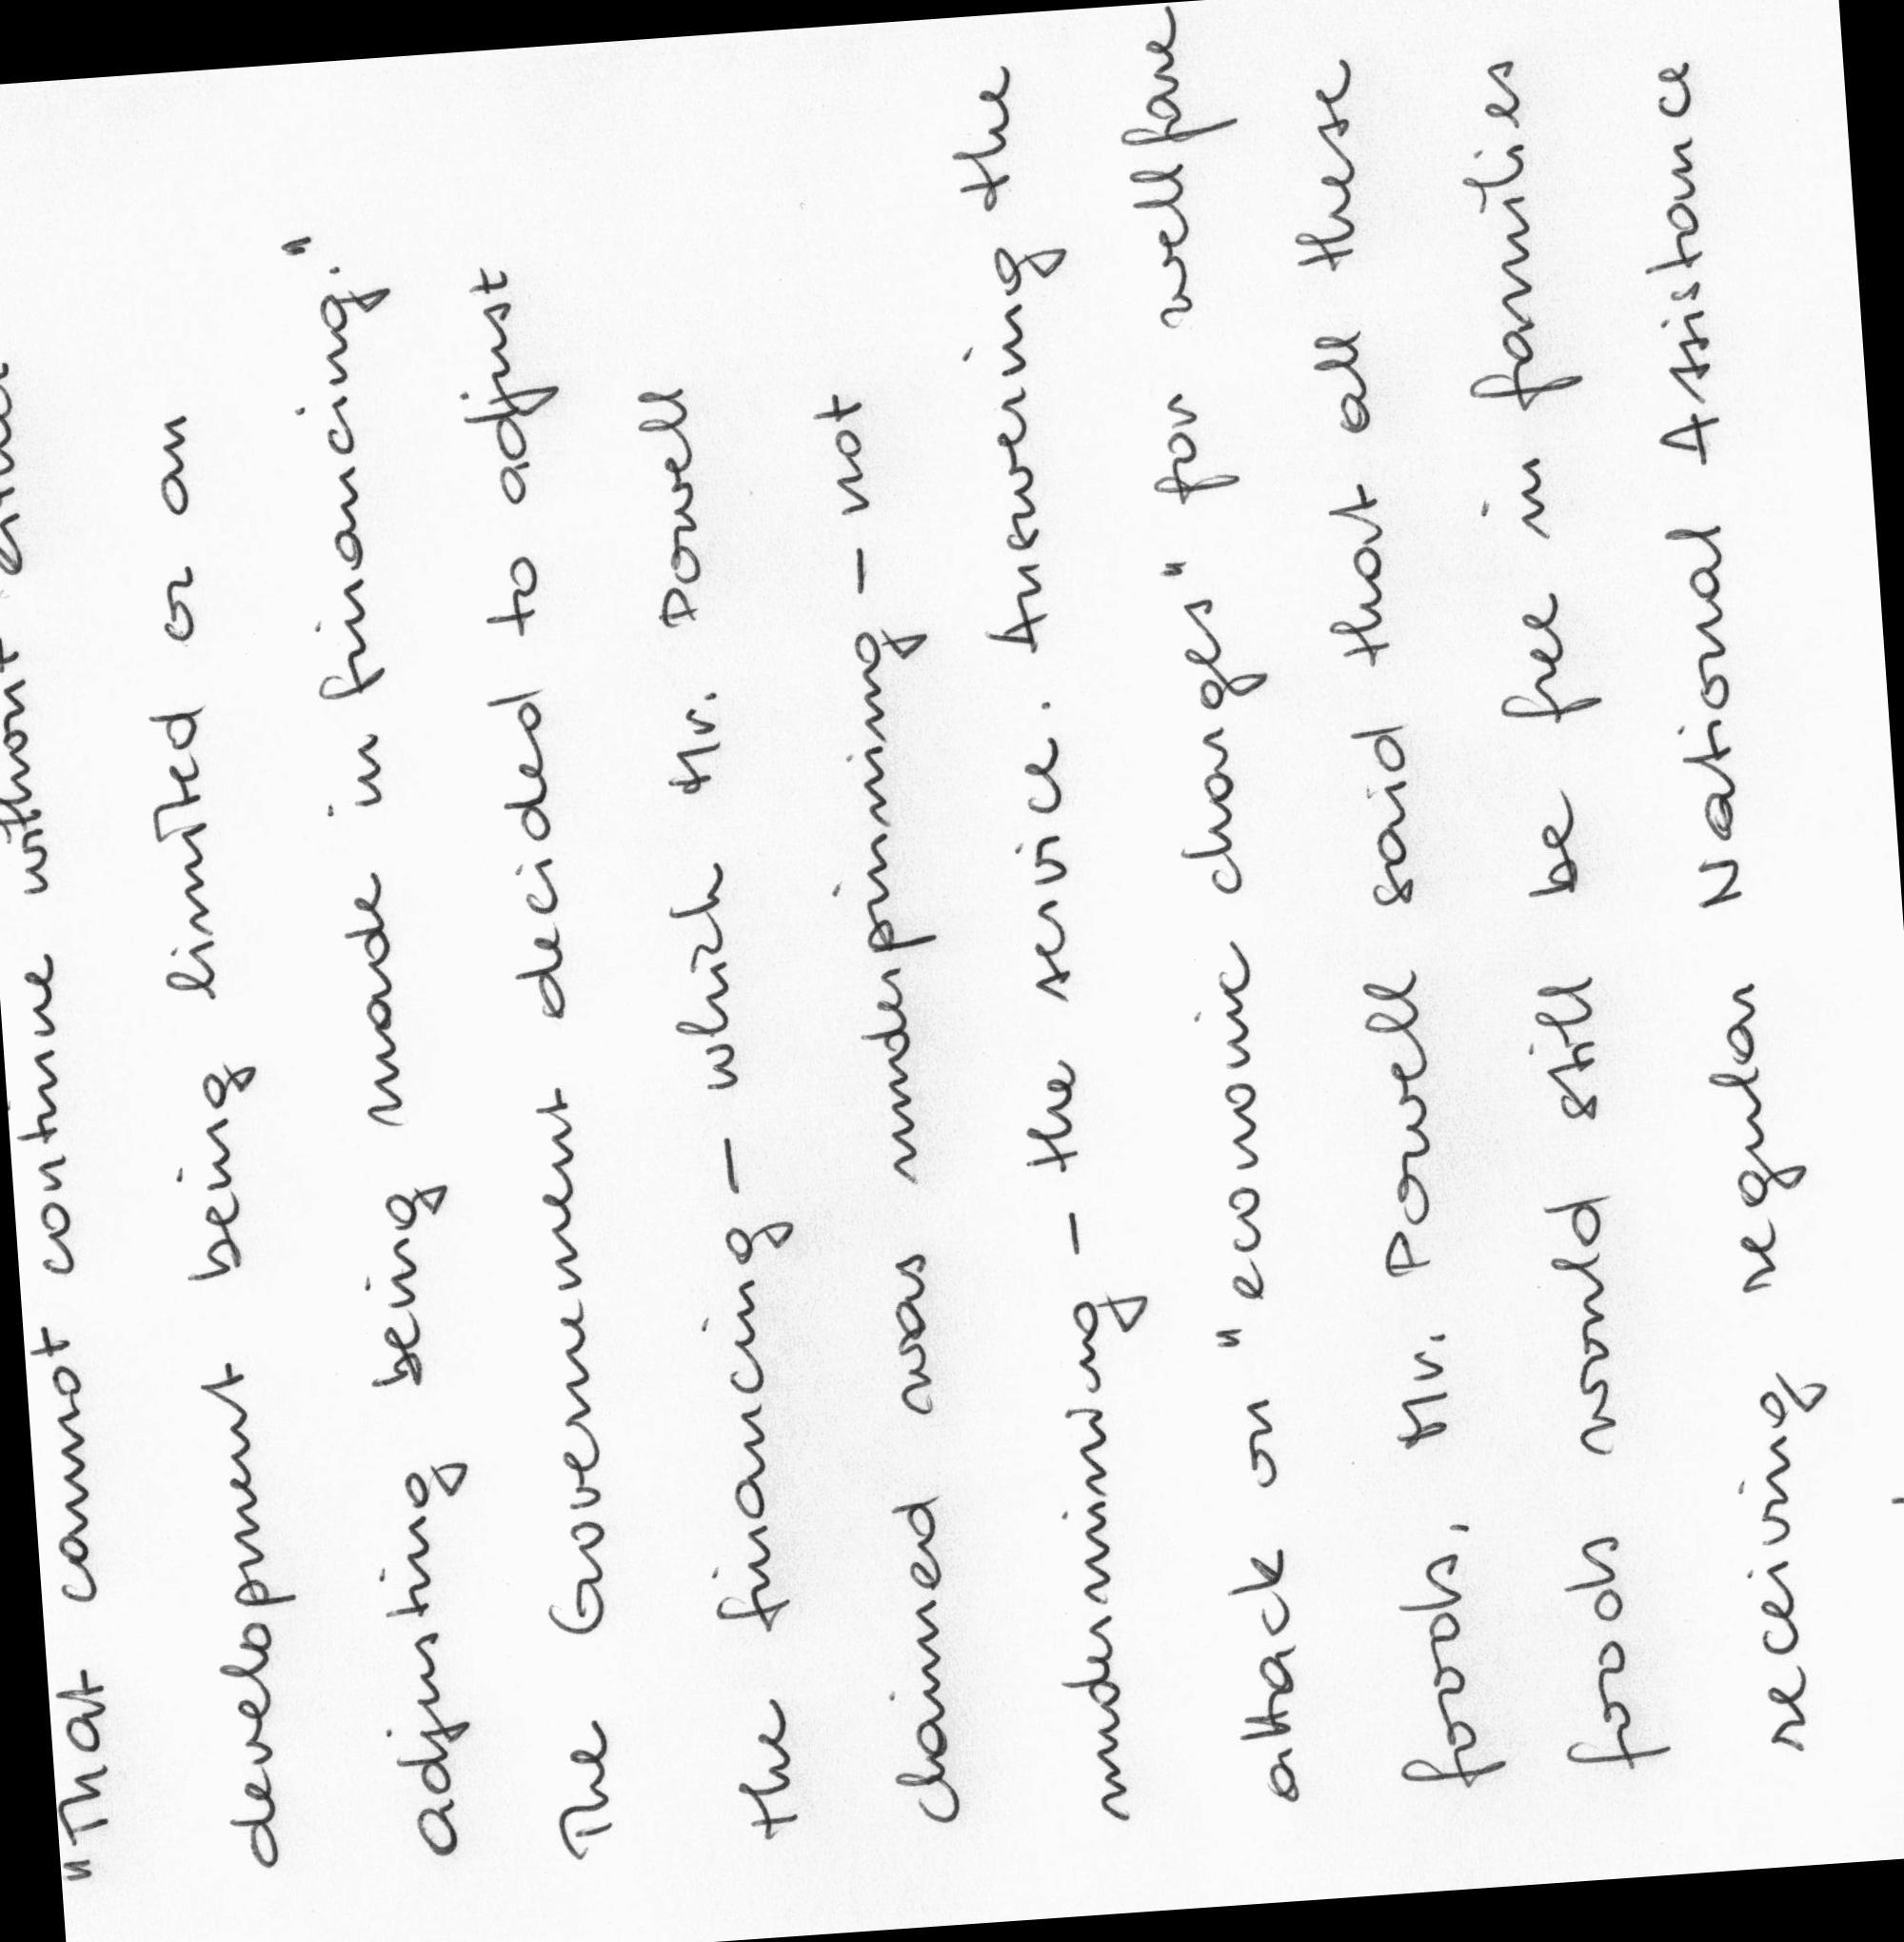 "That cannot continue without either
development being limited or an
adjusting being made in financing."
The Government decided to adjust
the financing - which Mr. Powell
claimed was underpinning - not
undermining - the service. Answering the
attack on "economic charges" for wellfare
foods, Mr. Powell said that all these
foods would still be free in families
receiving regular National Assistance